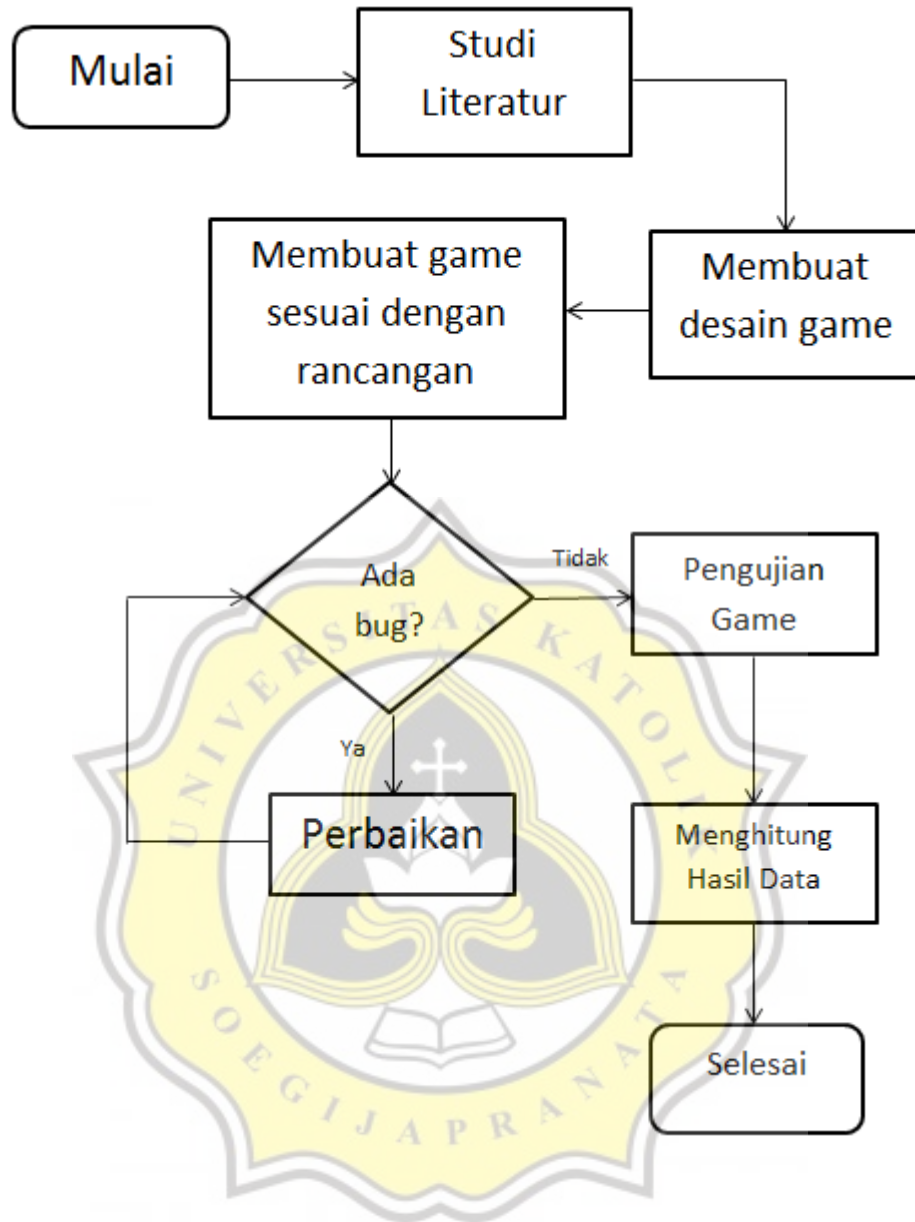 Mulai
Studi
Literatur
Membuat
desain game
Membuat game
sesuai dengan
rancangan
Ada
bug?
Tidak
Pengujian
Game
Ya
Perbaikan
Menghitung
Hasil Data
Selesai
UNIVERSITAS KATOLIK
SOEGIJAPRANATA